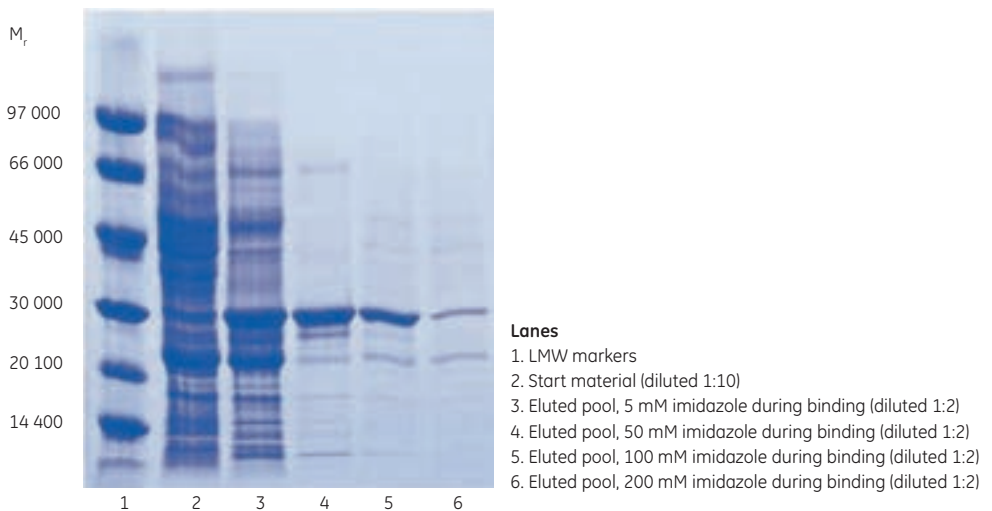 Mr
97 000
66 000
45 000
30 000
20 100
14 400
1 2 3 4 5 6
Lanes
1. LMW markers
2. Start material (diluted 1:10)
3. Eluted pool, 5 mM imidazole during binding (diluted 1:2)
4. Eluted pool, 50 mM imidazole during binding (diluted 1:2)
5. Eluted pool, 100 mM imidazole during binding (diluted 1:2)
6. Eluted pool, 200 mM imidazole during binding (diluted 1:2)